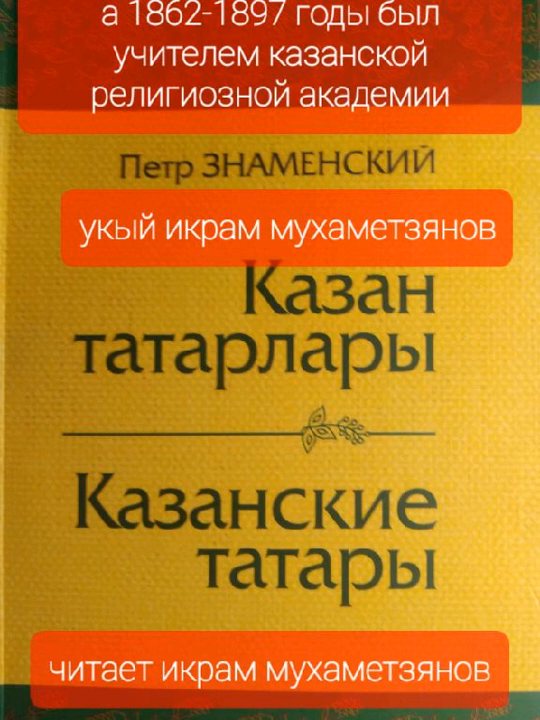 а 1862-1897 годы был
учителем казанской
религиозной академии
Петр ЗНАМЕНСКИЙ
укый икрам мухаметзянов
Казан
татарлары
Казанские
татары
читает икрам мухаметзянов